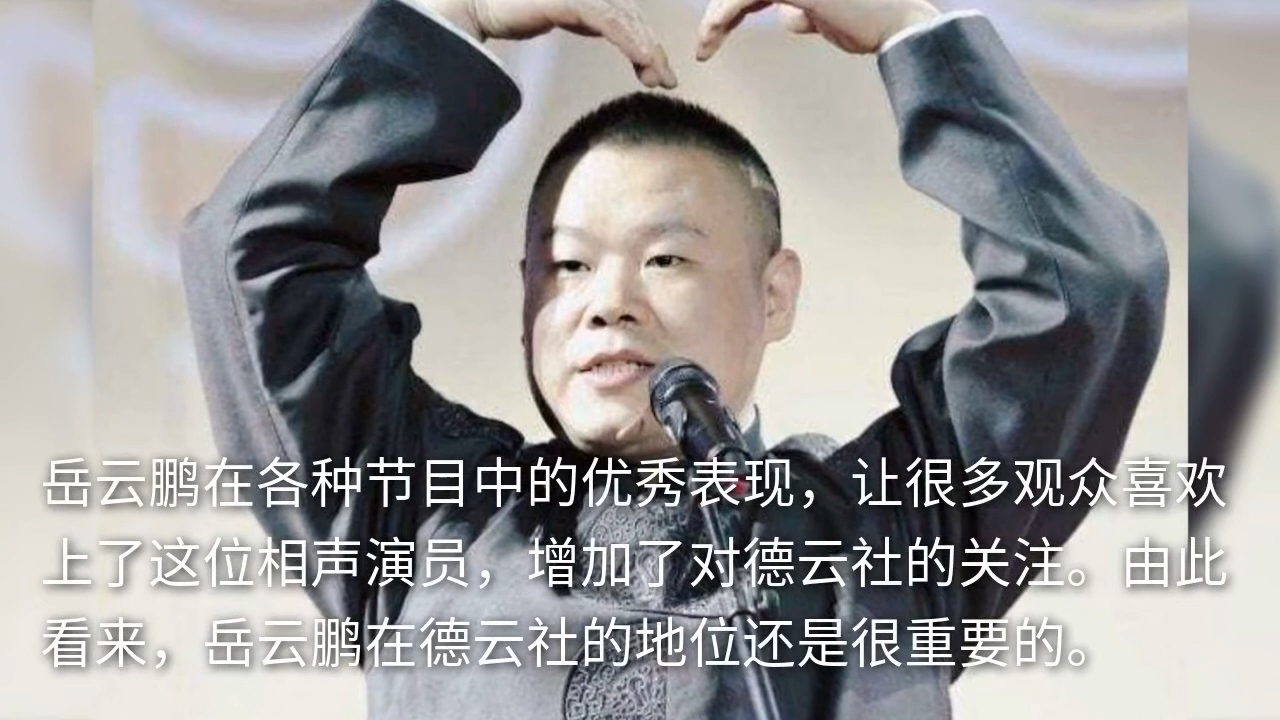 岳云鹏在各种节目中的优秀表现，让很多观众喜欢
上了这位相声演员，增加了对德云社的关注。由此
看来，岳云鹏在德云社的地位还是很重要的。